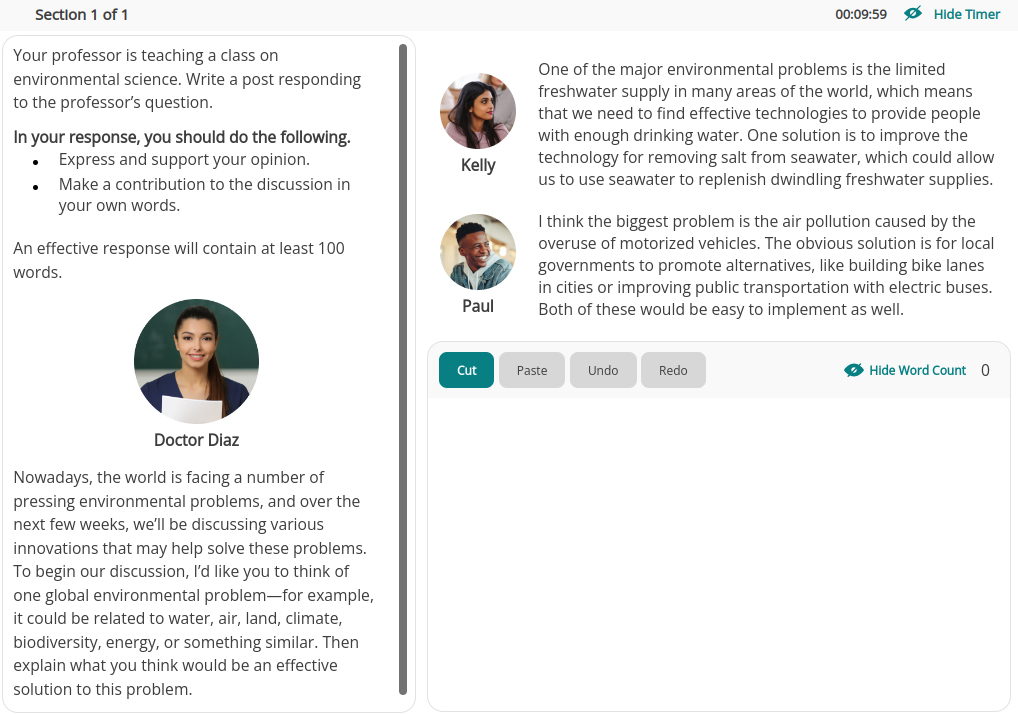 Section 1 of 1
00:09:59
Hide Timer
Your professor is teaching a class on
environmental science. Write a post responding
to the professor's question.
In your response, you should do the following.
• Express and support your opinion.
• Make a contribution to the discussion in
your own words.
An effective response will contain at least 100
words.
Doctor Diaz
Nowadays, the world is facing a number of
pressing environmental problems, and over the
next few weeks, we'll be discussing various
innovations that may help solve these problems.
To begin our discussion, I'd like you to think of
one global environmental problem—for example,
it could be related to water, air, land, climate,
biodiversity, energy, or something similar. Then
explain what you think would be an effective
solution to this problem.
One of the major environmental problems is the limited
freshwater supply in many areas of the world, which means
that we need to find effective technologies to provide people
with enough drinking water. One solution is to improve the
technology for removing salt from seawater, which could allow
us to use seawater to replenish dwindling freshwater supplies.
Kelly
I think the biggest problem is the air pollution caused by the
overuse of motorized vehicles. The obvious solution is for local
governments to promote alternatives, like building bike lanes
in cities or improving public transportation with electric buses.
Both of these would be easy to implement as well.
Paul
Cut
Paste
Undo
Redo
Hide Word Count
0